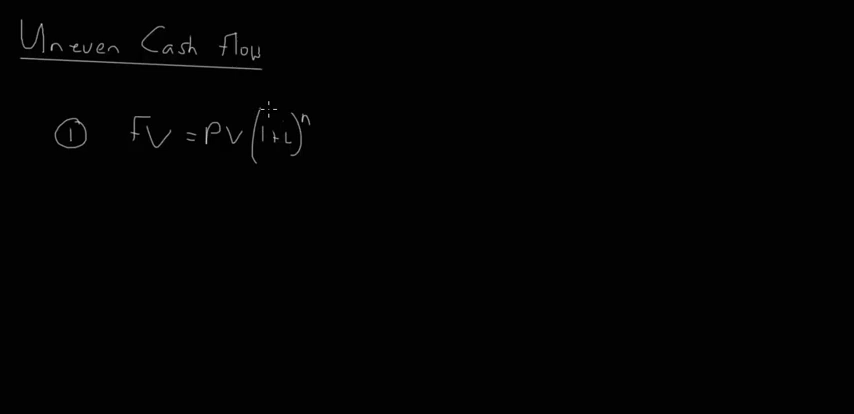 Uneven Cash flow
① FV = PV(1+i)ⁿ